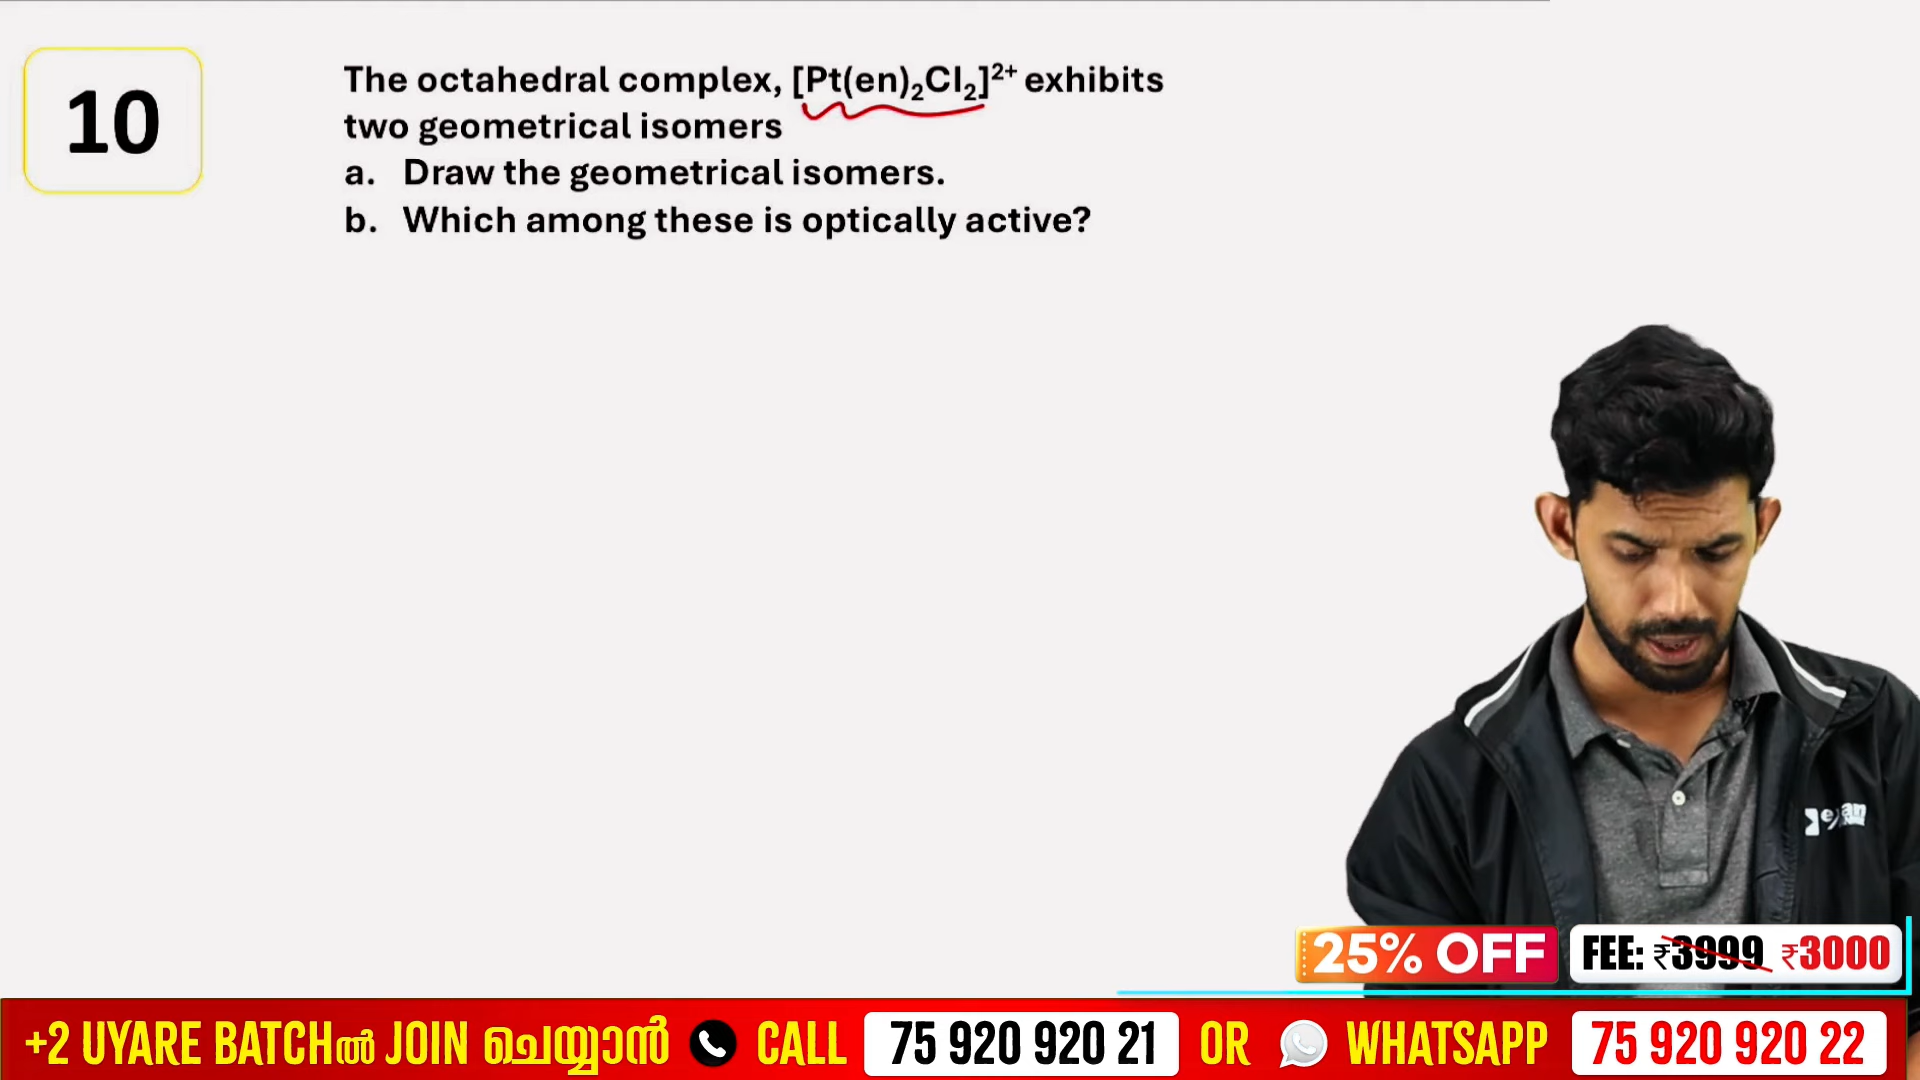 10
The octahedral complex, [Pt(en)₂Cl₂]²⁺ exhibits
two geometrical isomers
a. Draw the geometrical isomers.
b. Which among these is optically active?
25% OFF FEE: ₹3999 ₹3000
+2 UYARE BATCHൽ JOIN ചെയ്യാൻ CALL 75 920 920 21 OR WHATSAPP 75 920 920 22